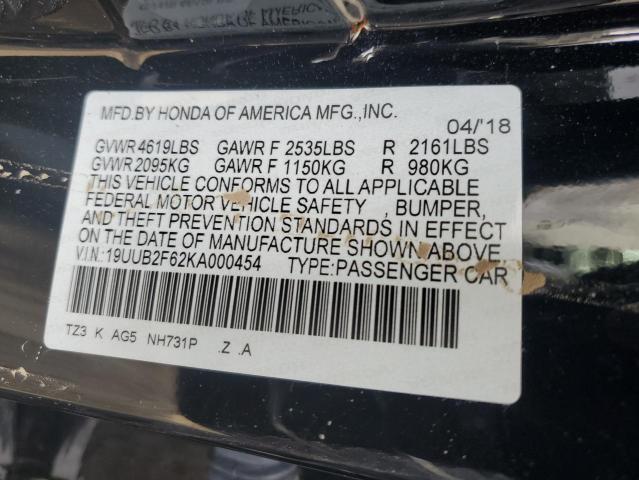 MFD.BY HONDA OF AMERICA MFG.,INC.
04/'18
GVWR 4619LBS GAWR F 2535LBS R 2161LBS
GVWR 2095KG GAWR F 1150KG R 980KG
THIS VEHICLE CONFORMS TO ALL APPLICABLE
FEDERAL MOTOR VEHICLE SAFETY , BUMPER,
AND THEFT PREVENTION STANDARDS IN EFFECT
ON THE DATE OF MANUFACTURE SHOWN ABOVE
V.I.N.:19UUB2F62KA000454 TYPE:PASSENGER CAR
TZ3 K AG5 NH731P .Z .A